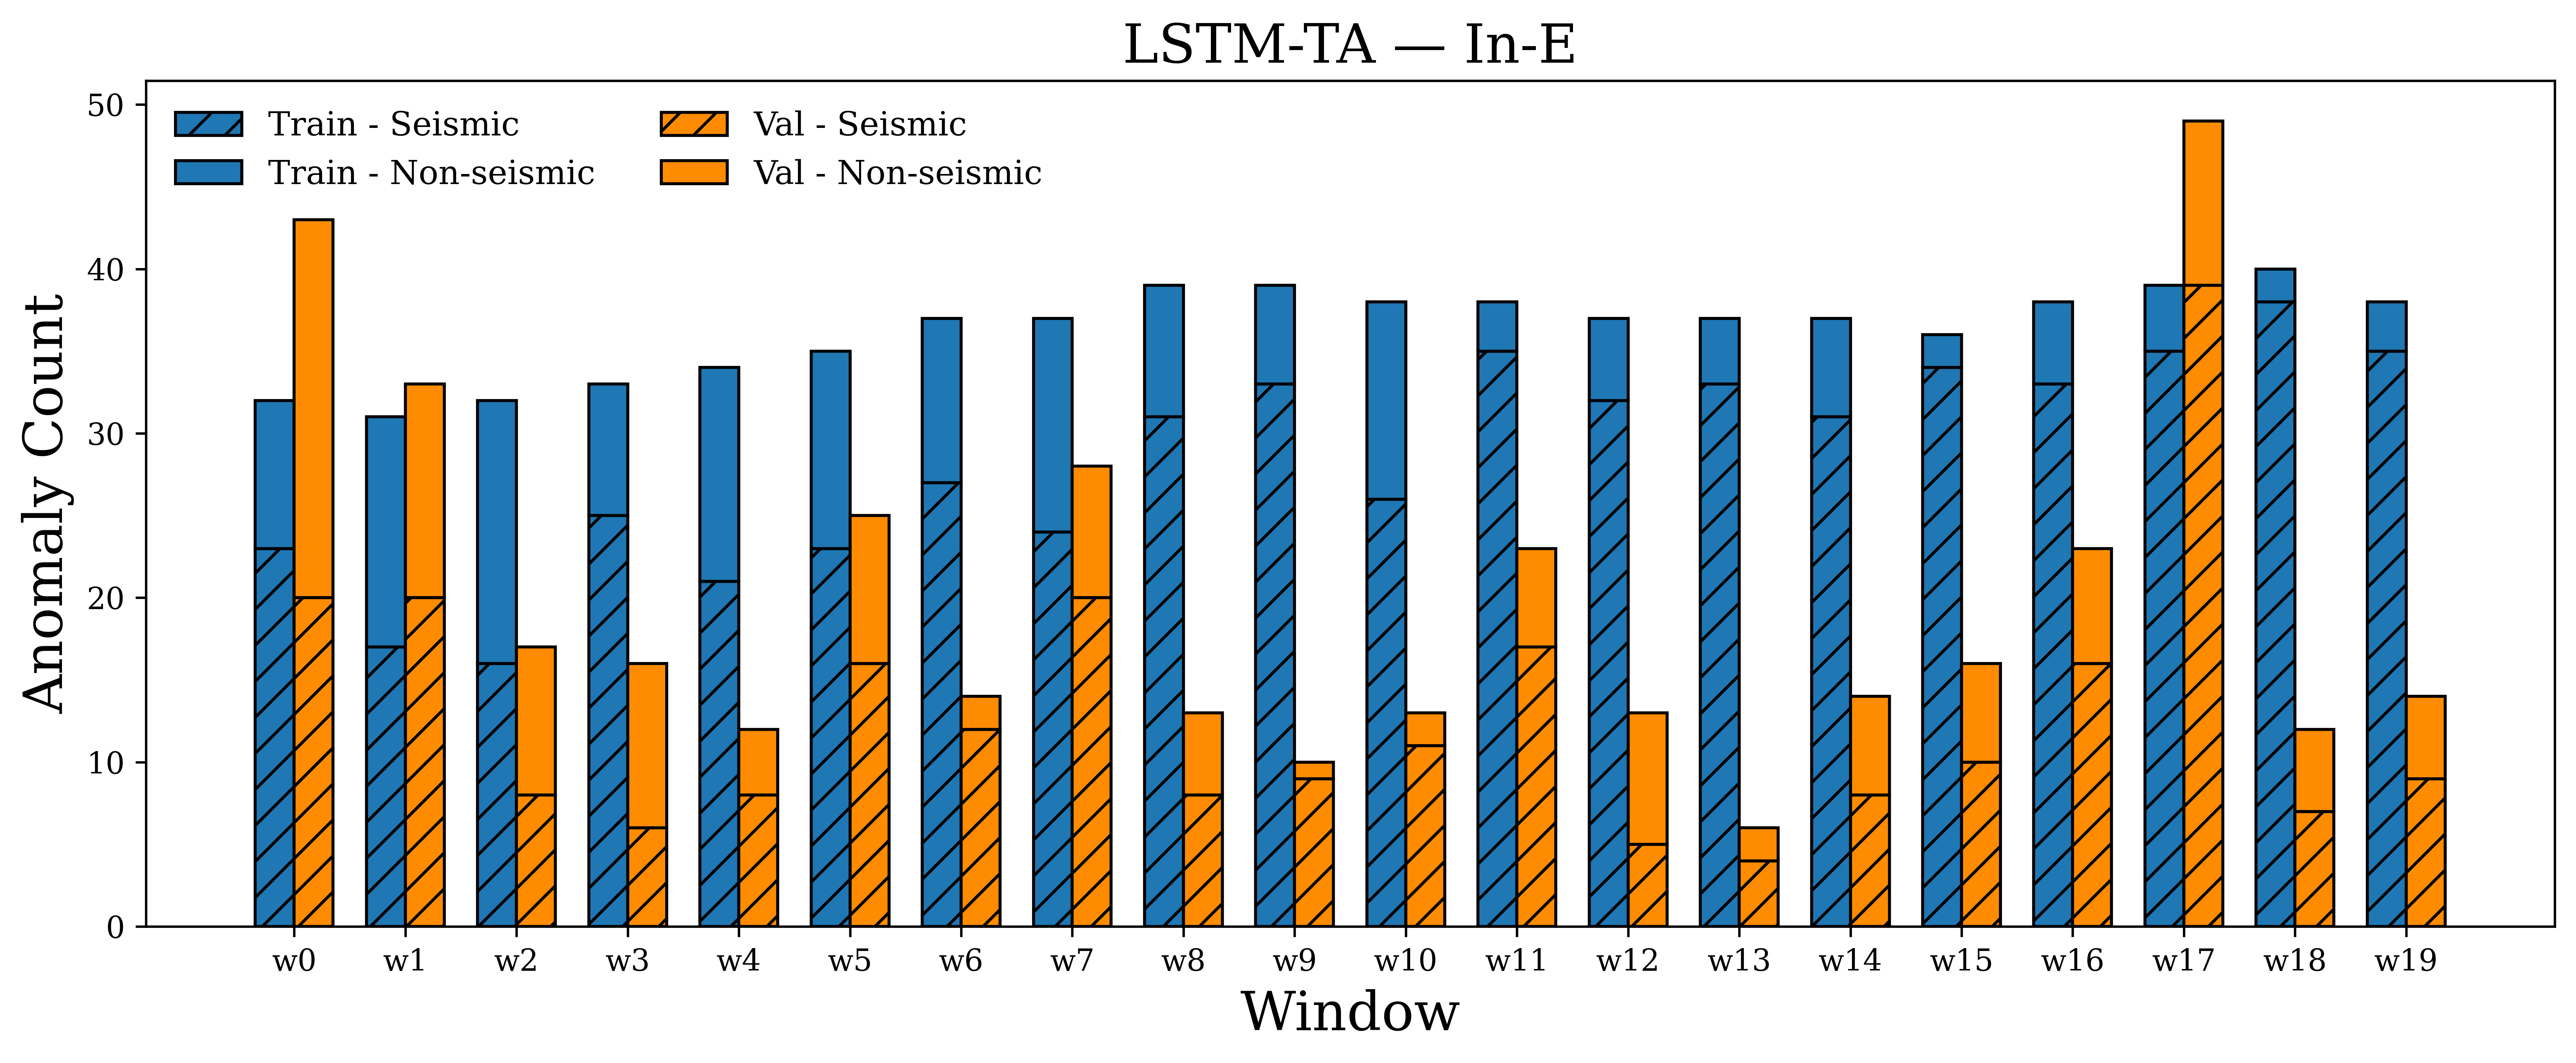 LSTM-TA — In-E
Train - Seismic
Train - Non-seismic
Val - Seismic
Val - Non-seismic
Anomaly Count
50
40
30
20
10
0
w0 w1 w2 w3 w4 w5 w6 w7 w8 w9 w10 w11 w12 w13 w14 w15 w16 w17 w18 w19
Window